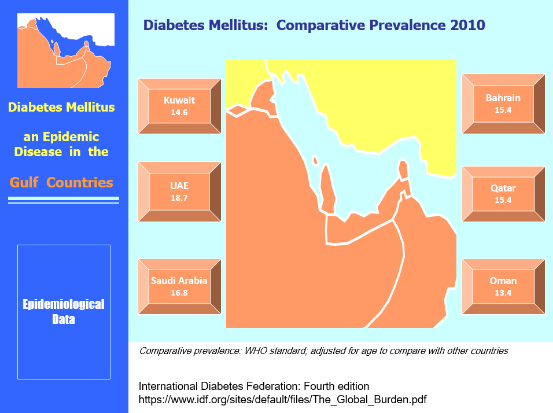 Diabetes Mellitus: Comparative Prevalence 2010
Diabetes Mellitus
an Epidemic
Disease in the
Gulf Countries
Epidemiological
Data
Kuwait
14.6
UAE
18.7
Saudi Arabia
16.8
Bahrain
15.4
Qatar
15.4
Oman
13.4
Comparative prevalence: WHO standard, adjusted for age to compare with other countries
International Diabetes Federation: Fourth edition
https://www.idf.org/sites/default/files/The_Global_Burden.pdf